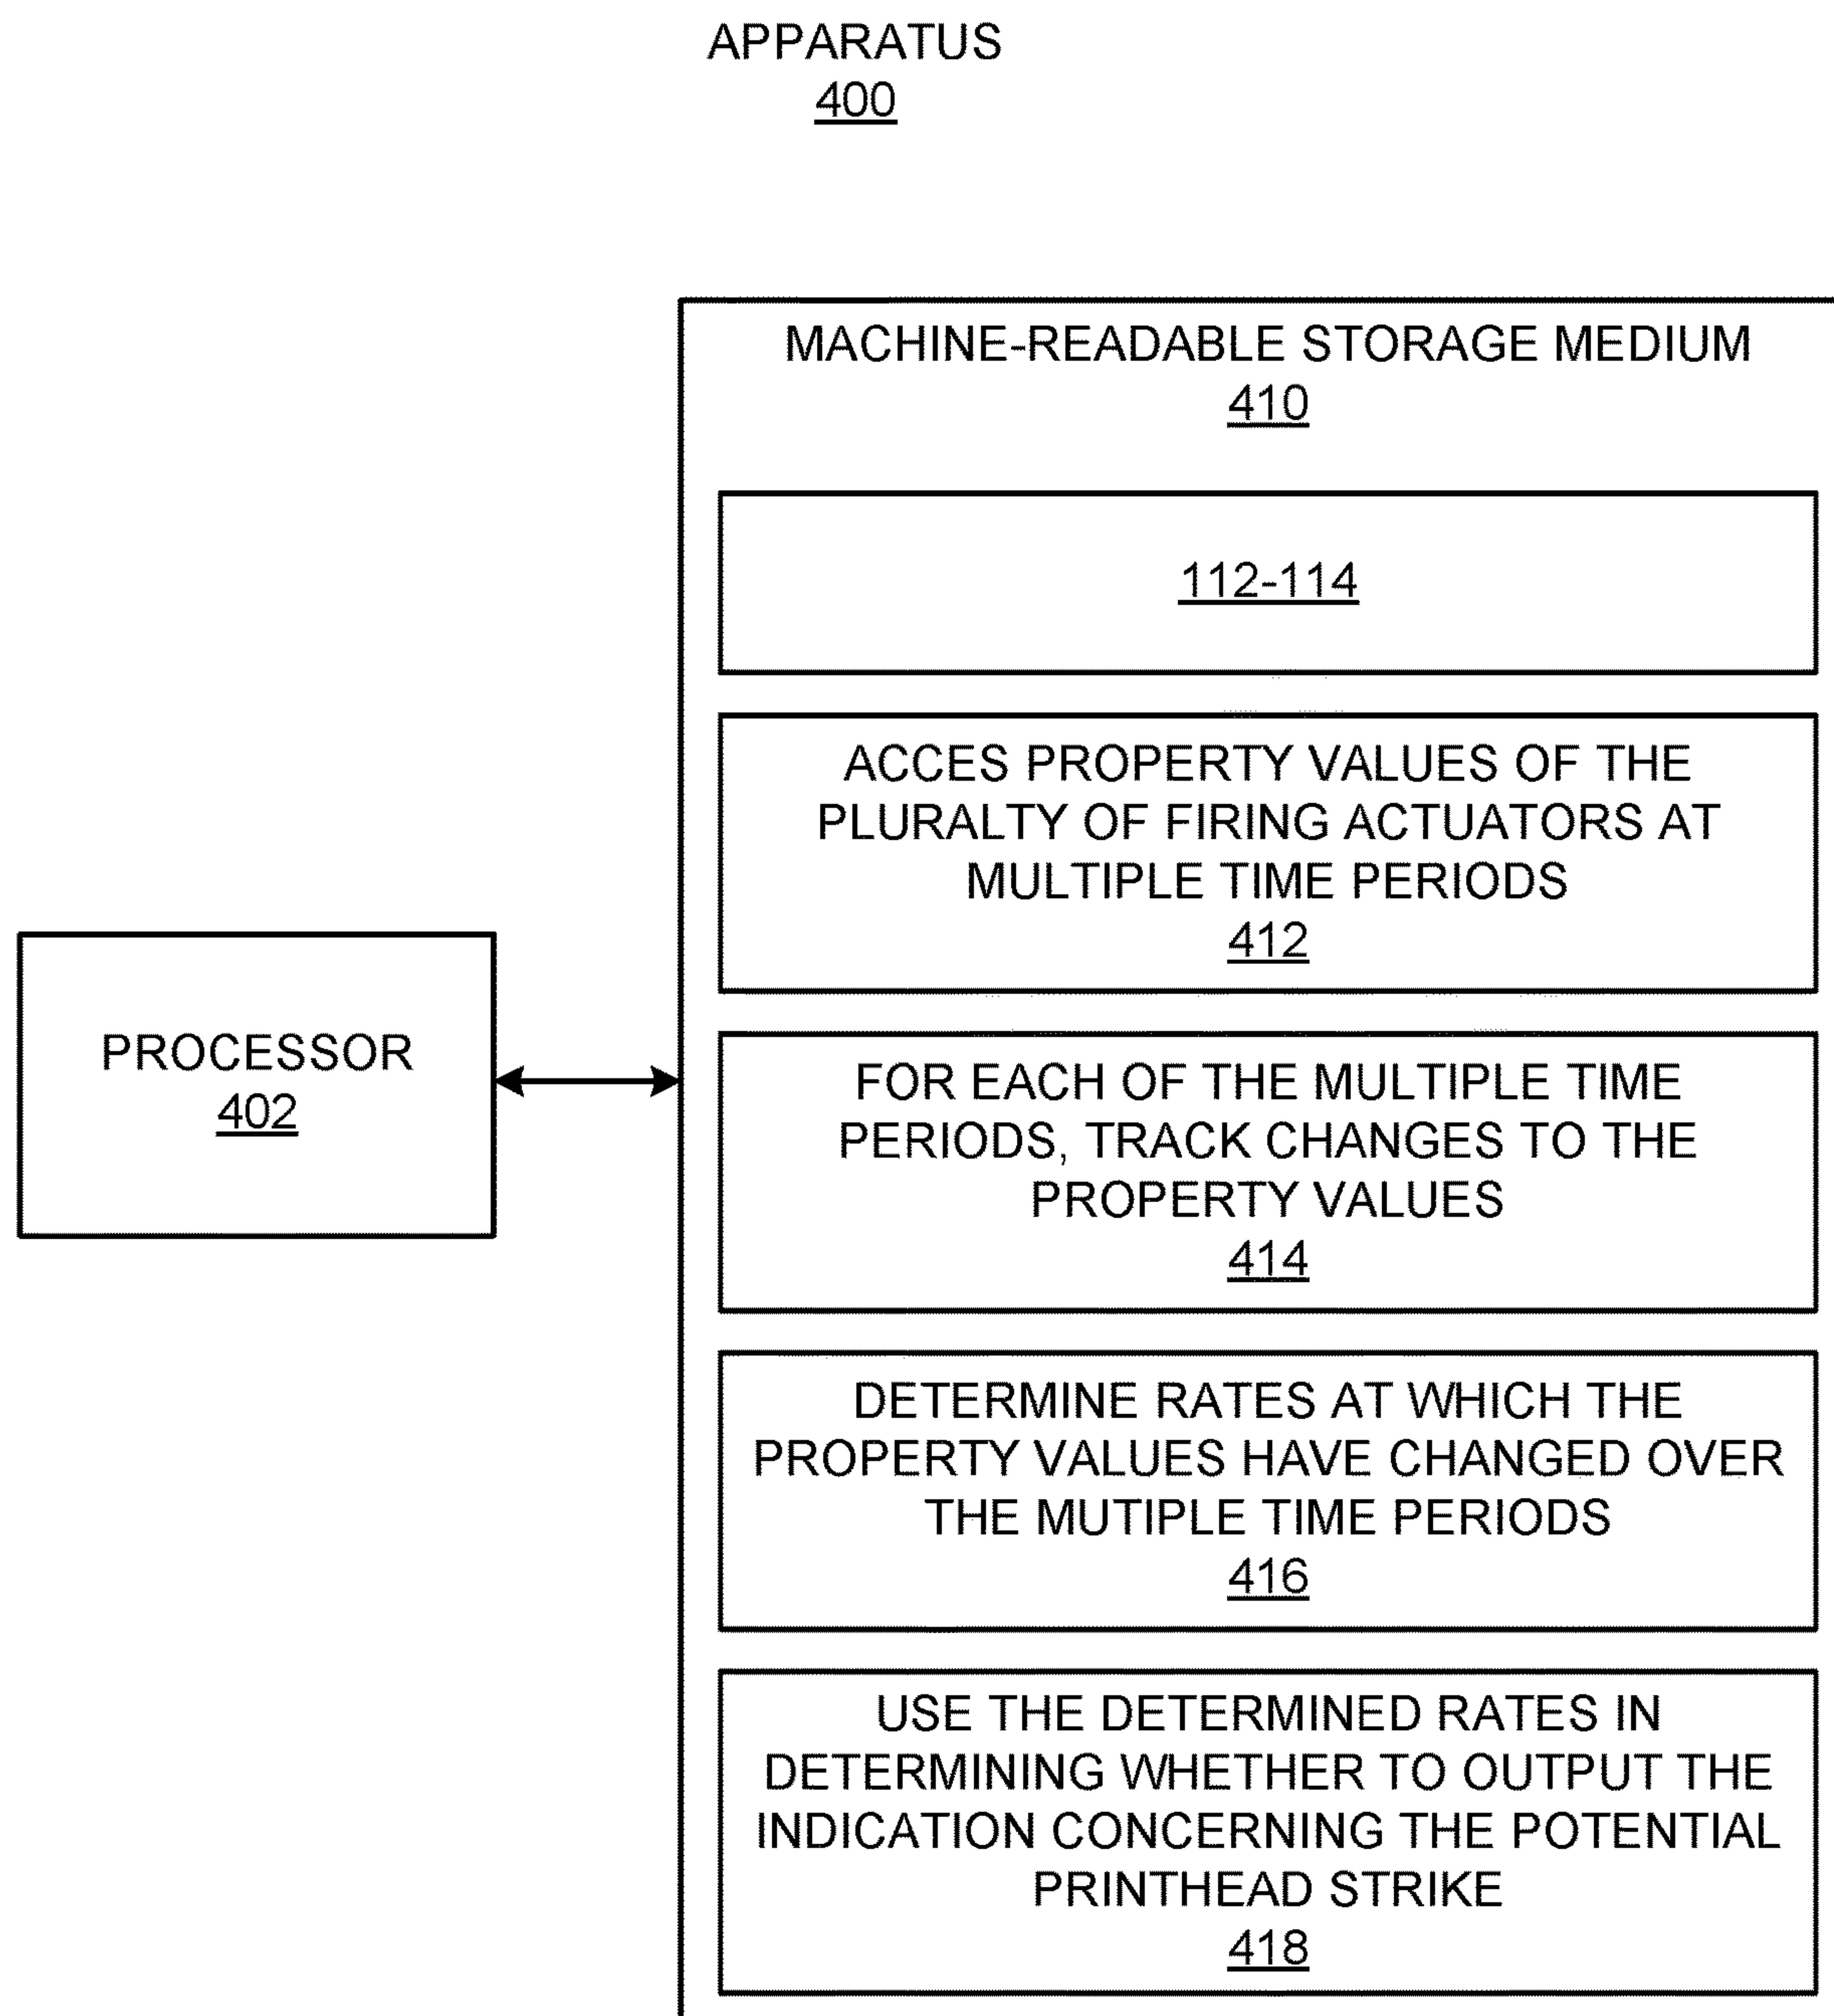 APPARATUS
400
MACHINE-READABLE STORAGE MEDIUM
410
112-114
ACCES PROPERTY VALUES OF THE
PLURALTY OF FIRING ACTUATORS AT
MULTIPLE TIME PERIODS
412
PROCESSOR
402
FOR EACH OF THE MULTIPLE TIME
PERIODS, TRACK CHANGES TO THE
PROPERTY VALUES
414
DETERMINE RATES AT WHICH THE
PROPERTY VALUES HAVE CHANGED OVER
THE MUTIPLE TIME PERIODS
416
USE THE DETERMINED RATES IN
DETERMINING WHETHER TO OUTPUT THE
INDICATION CONCERNING THE POTENTIAL
PRINTHEAD STRIKE
418